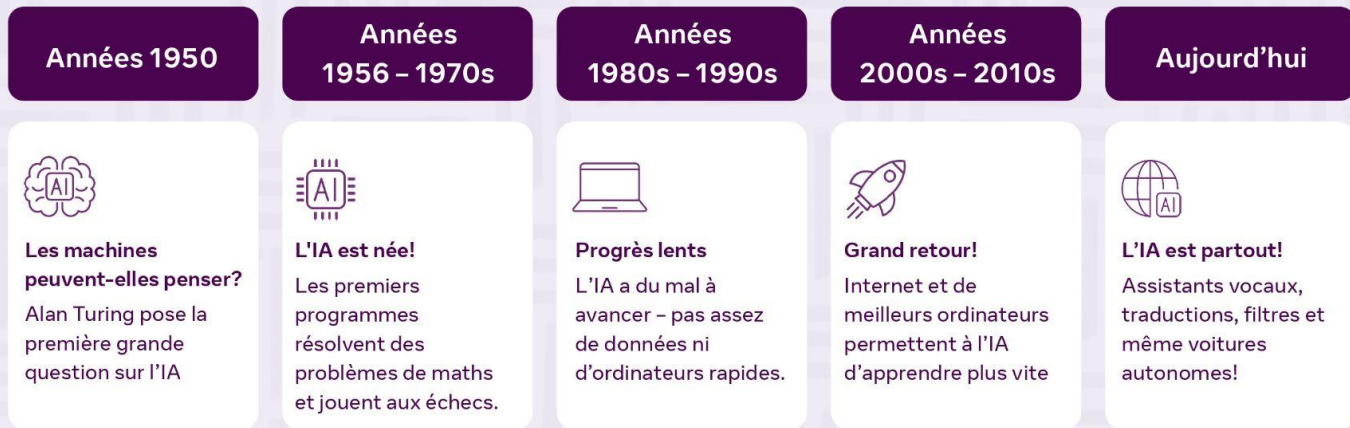 Années 1950
Années
1956 – 1970s
Années
1980s – 1990s
Années
2000s – 2010s
Aujourd’hui
AI
Les machines
peuvent-elles penser?
Alan Turing pose la
première grande
question sur l’IA
AI
L'IA est née!
Les premiers
programmes
résolvent des
problèmes de maths
et jouent aux échecs.
Progrès lents
L’IA a du mal à
avancer – pas assez
de données ni
d’ordinateurs rapides.
Grand retour!
Internet et de
meilleurs ordinateurs
permettent à l’IA
d’apprendre plus vite
AI
L’IA est partout!
Assistants vocaux,
traductions, filtres et
même voitures
autonomes!